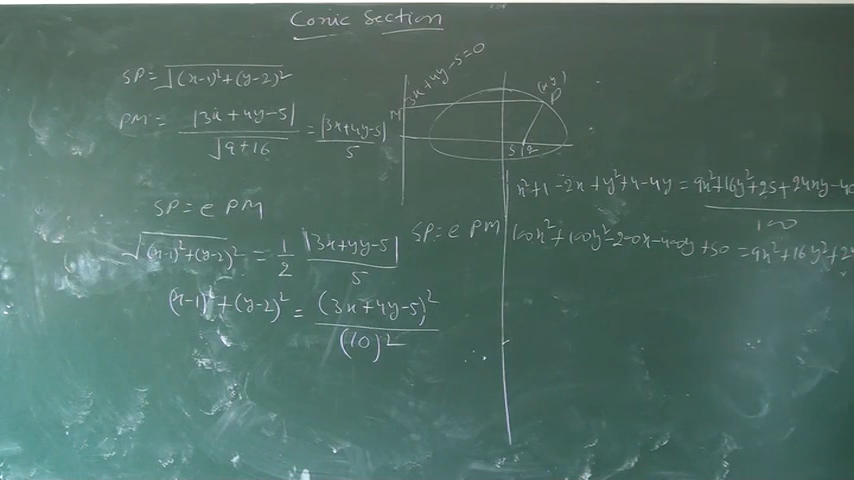 Conic Section
SP = √(x-1)²+(y-2)²
PM = |3x+4y-5| / √9+16 = |3x+4y-5| / 5
SP = e PM
√(x-1)²+(y-2)² = 1/2 |3x+4y-5| / 5
(x-1)²+(y-2)² = (3x+4y-5)² / (10)²
3x+4y-5=0
M
P
S
SP = e PM
x²+1-2x+y²+4-4y = 9x²+16y²+25+24xy-40 / 100
100x²+100y²-200x-400y+50 = 9x²+16y²+2